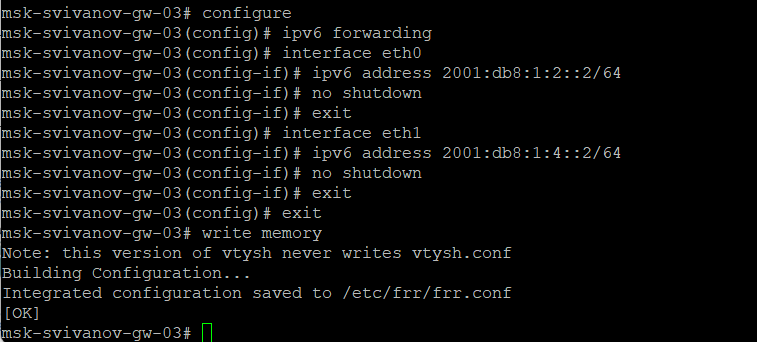 msk-svivanov-gw-03# configure
msk-svivanov-gw-03(config)# ipv6 forwarding
msk-svivanov-gw-03(config)# interface eth0
msk-svivanov-gw-03(config-if)# ipv6 address 2001:db8:1:2::2/64
msk-svivanov-gw-03(config-if)# no shutdown
msk-svivanov-gw-03(config-if)# exit
msk-svivanov-gw-03(config)# interface eth1
msk-svivanov-gw-03(config-if)# ipv6 address 2001:db8:1:4::2/64
msk-svivanov-gw-03(config-if)# no shutdown
msk-svivanov-gw-03(config-if)# exit
msk-svivanov-gw-03(config)# exit
msk-svivanov-gw-03# write memory
Note: this version of vtysh never writes vtysh.conf
Building Configuration...
Integrated configuration saved to /etc/frr/frr.conf
[OK]
msk-svivanov-gw-03#